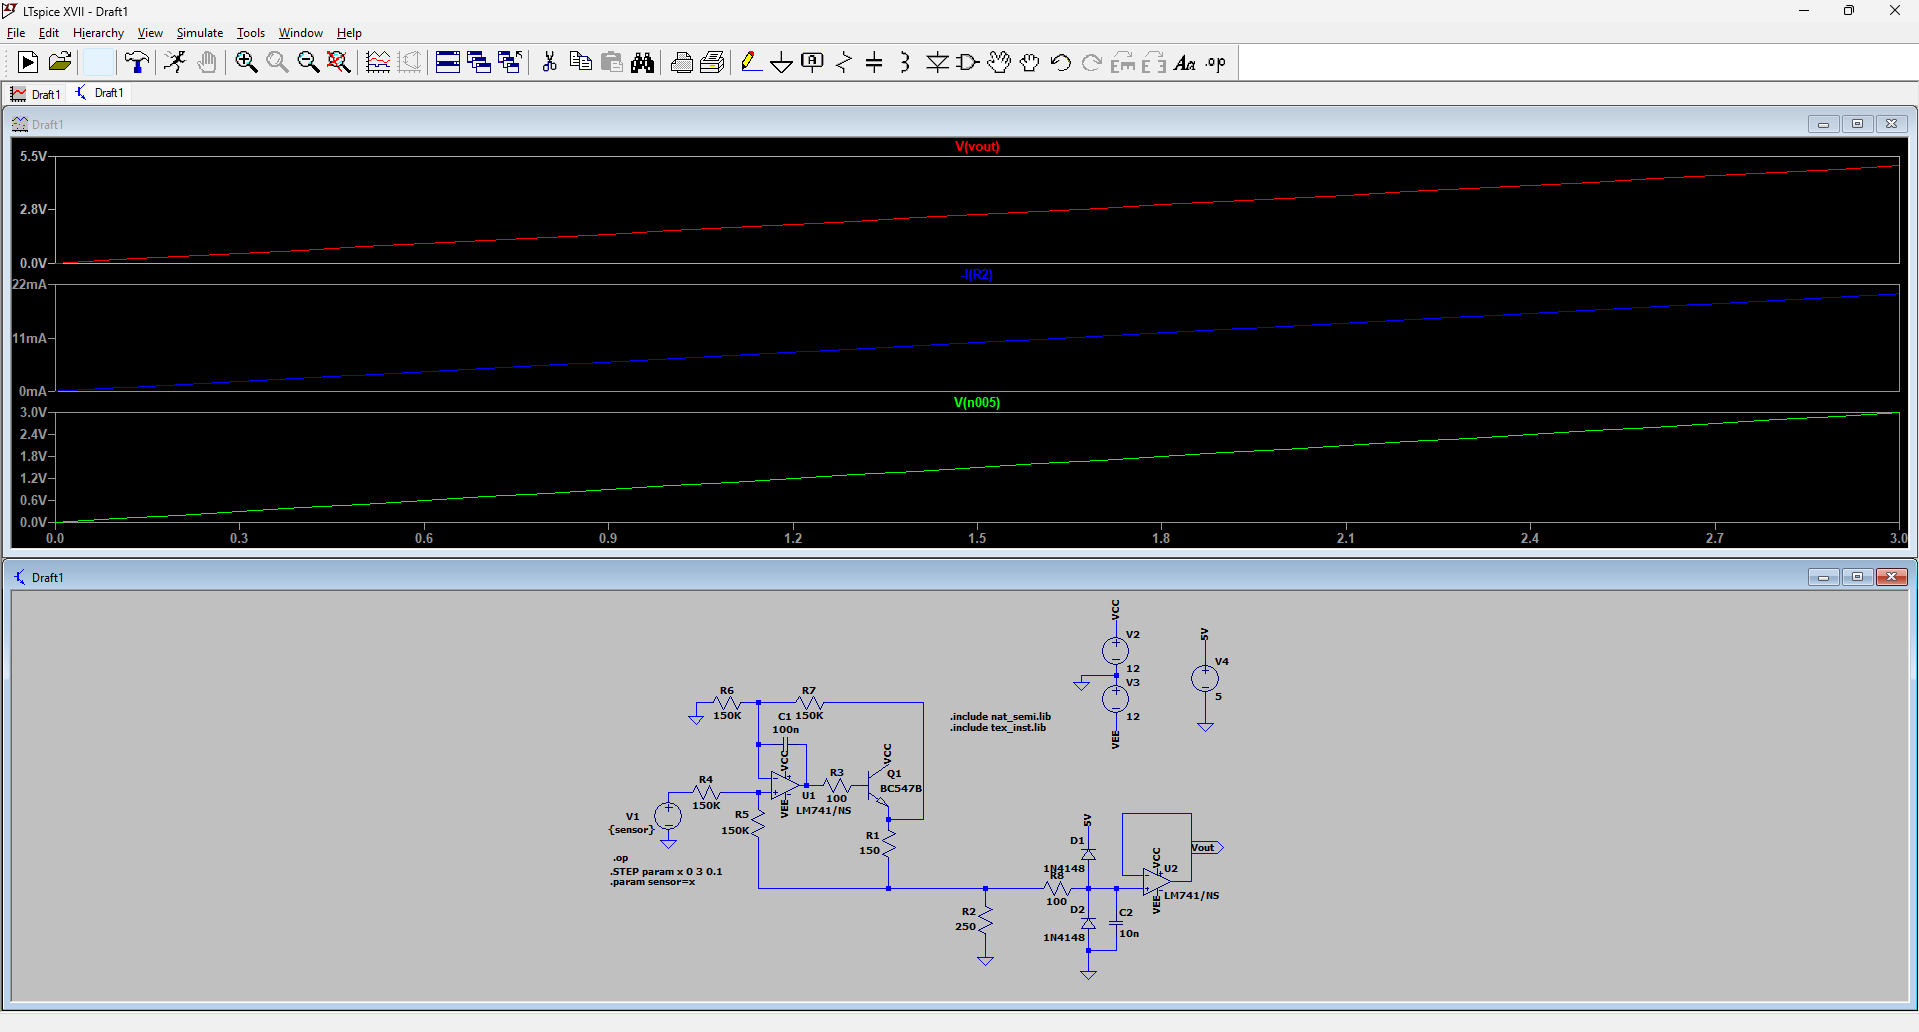 LTspice XVII - Draft1
File Edit Hierarchy View Simulate Tools Window Help
.op
Draft1 Draft1
Draft1
V(vout)
5.5V
2.8V
0.0V
-I(R2)
22mA
11mA
0mA
V(n005)
3.0V
2.4V
1.8V
1.2V
0.6V
0.0V
0.0 0.3 0.6 0.9 1.2 1.5 1.8 2.1 2.4 2.7 3.0
Draft1
VCC
V2
12
V3
12
VEE
5V
V4
5
R6
150K
R7
150K
C1
100n
.include nat_semi.lib
.include tex_inst.lib
VCC
VEE
U1
LM741/NS
R3
100
VCC
Q1
BC547B
R4
150K
R5
150K
V1
{sensor}
R1
150
.op
.STEP param x 0 3 0.1
.param sensor=x
R2
250
5V
D1
1N4148
R8
100
D2
1N4148
C2
10n
VCC
U2
LM741/NS
VEE
Vout